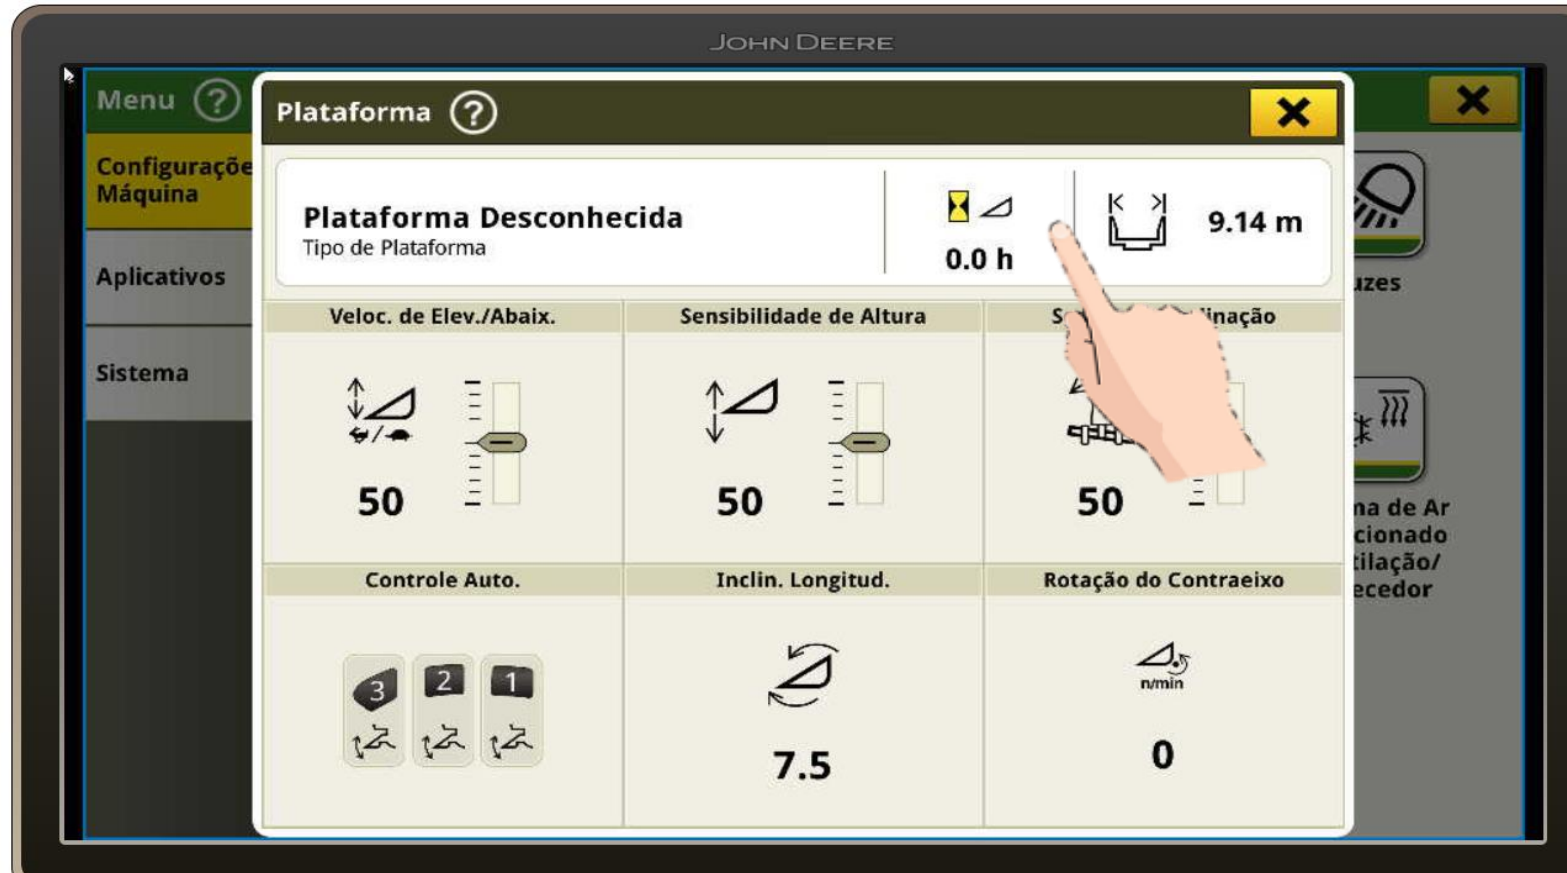 JOHN DEERE
Menu ?
Plataforma ?
Configuraçõe
Máquina
Plataforma Desconhecida
Tipo de Plataforma
0.0 h
9.14 m
Aplicativos
Sistema
uzes
Veloc. de Elev./Abaix.
Sensibilidade de Altura
50
50
50
Controle Auto.
Inclin. Longitud.
Rotação do Contraeixo
3 2 1
7.5
n/min
0
ma de Ar
cionado
tilação/
ecedor